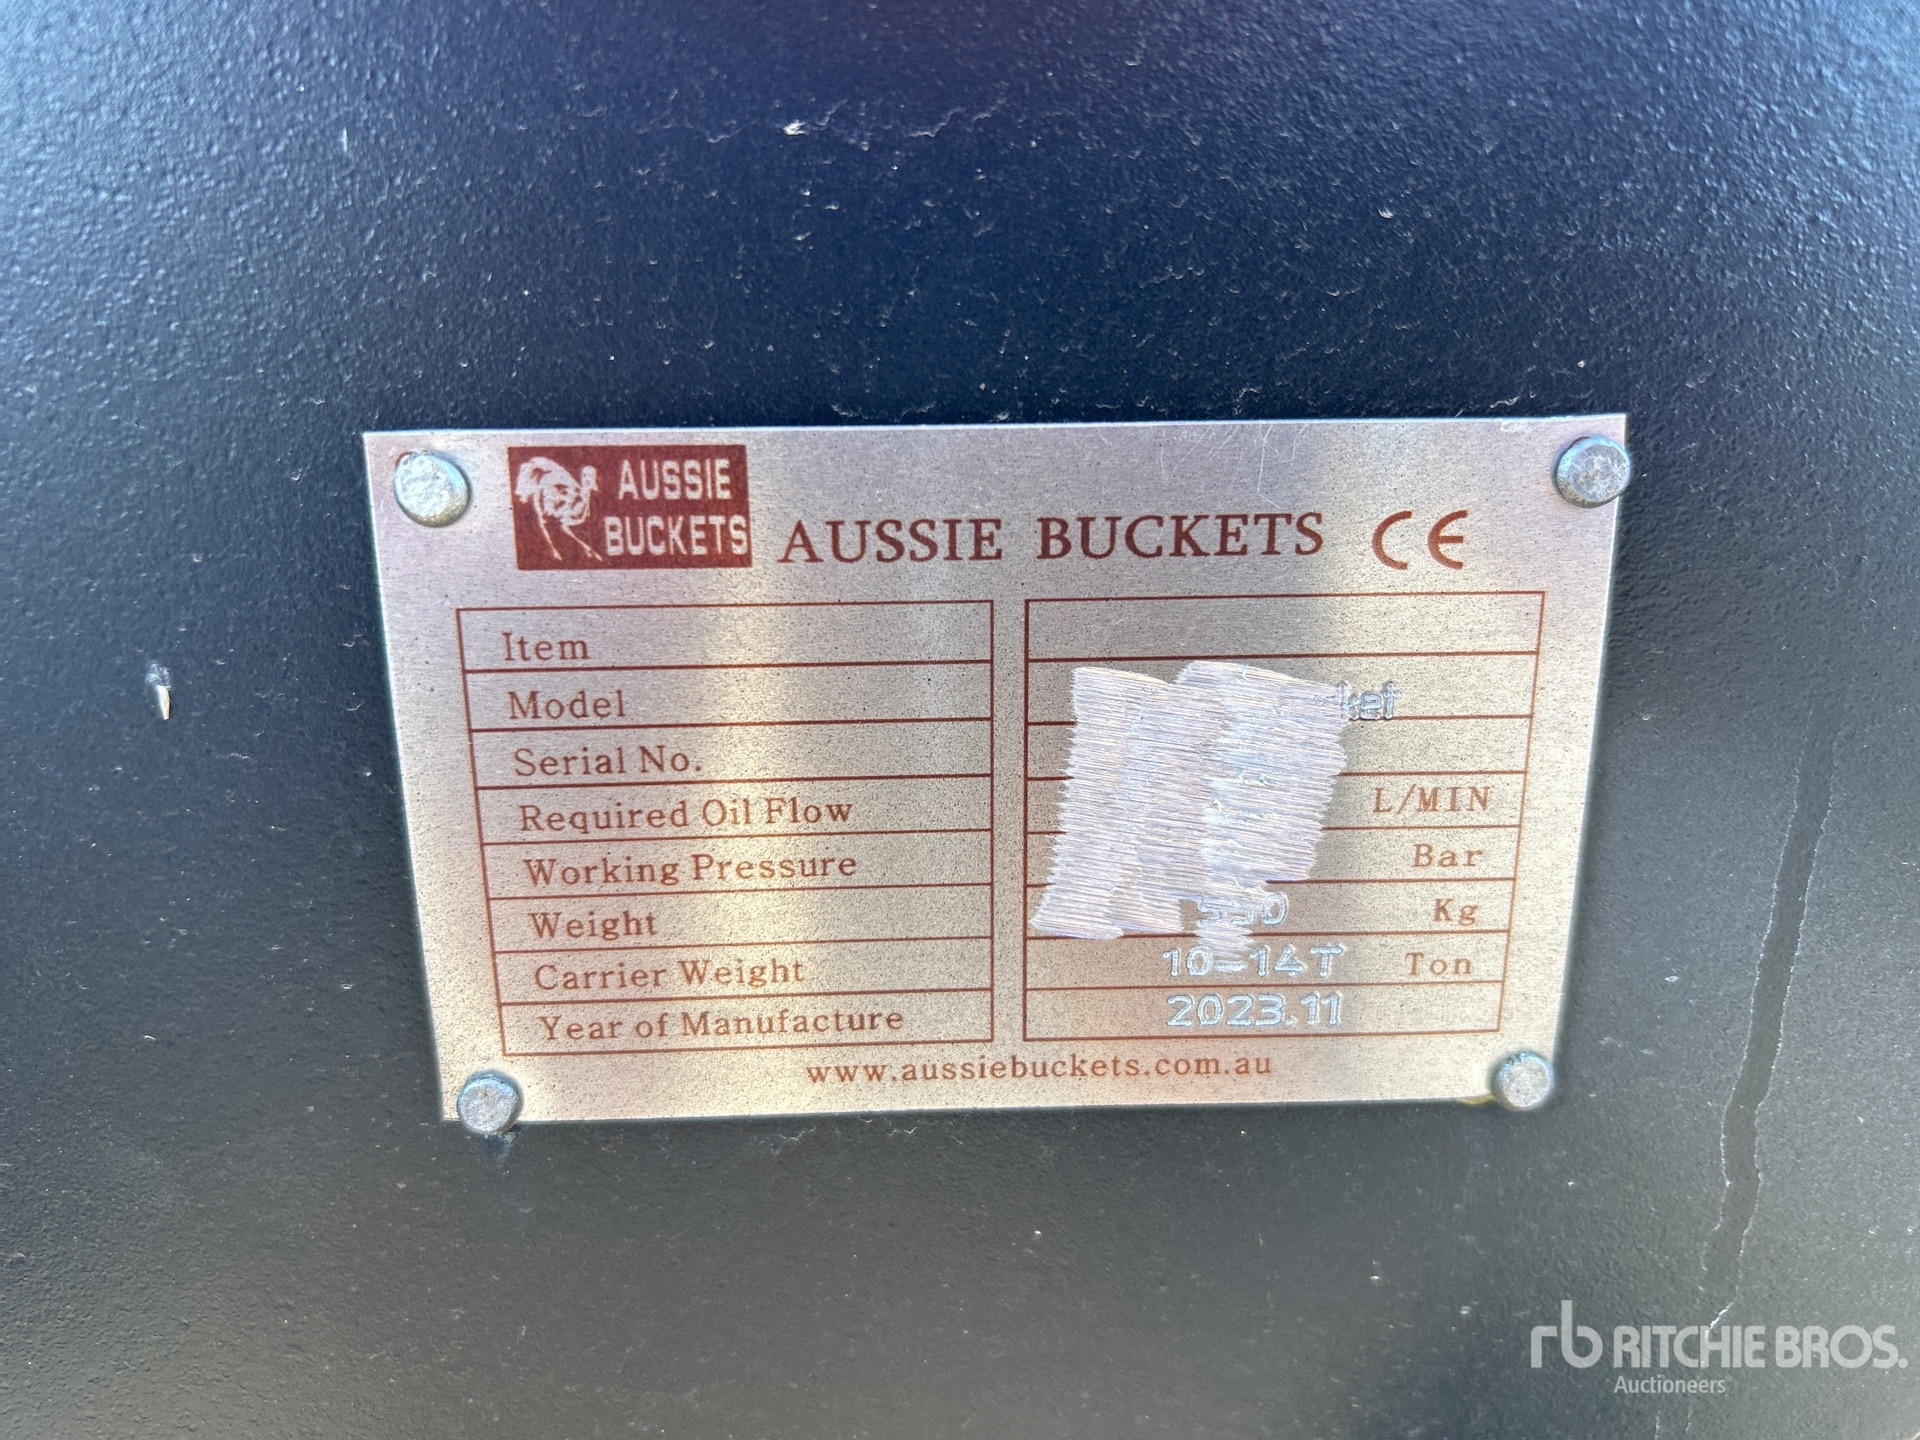 AUSSIE
BUCKETS
AUSSIE BUCKETS CE
Item
Model
Serial No.
Required Oil Flow L/MIN
Working Pressure Bar
Weight Kg
Carrier Weight 10-14T Ton
Year of Manufacture 2023.11
www.aussiebuckets.com.au
rb RITCHIE BROS.
Auctioneers